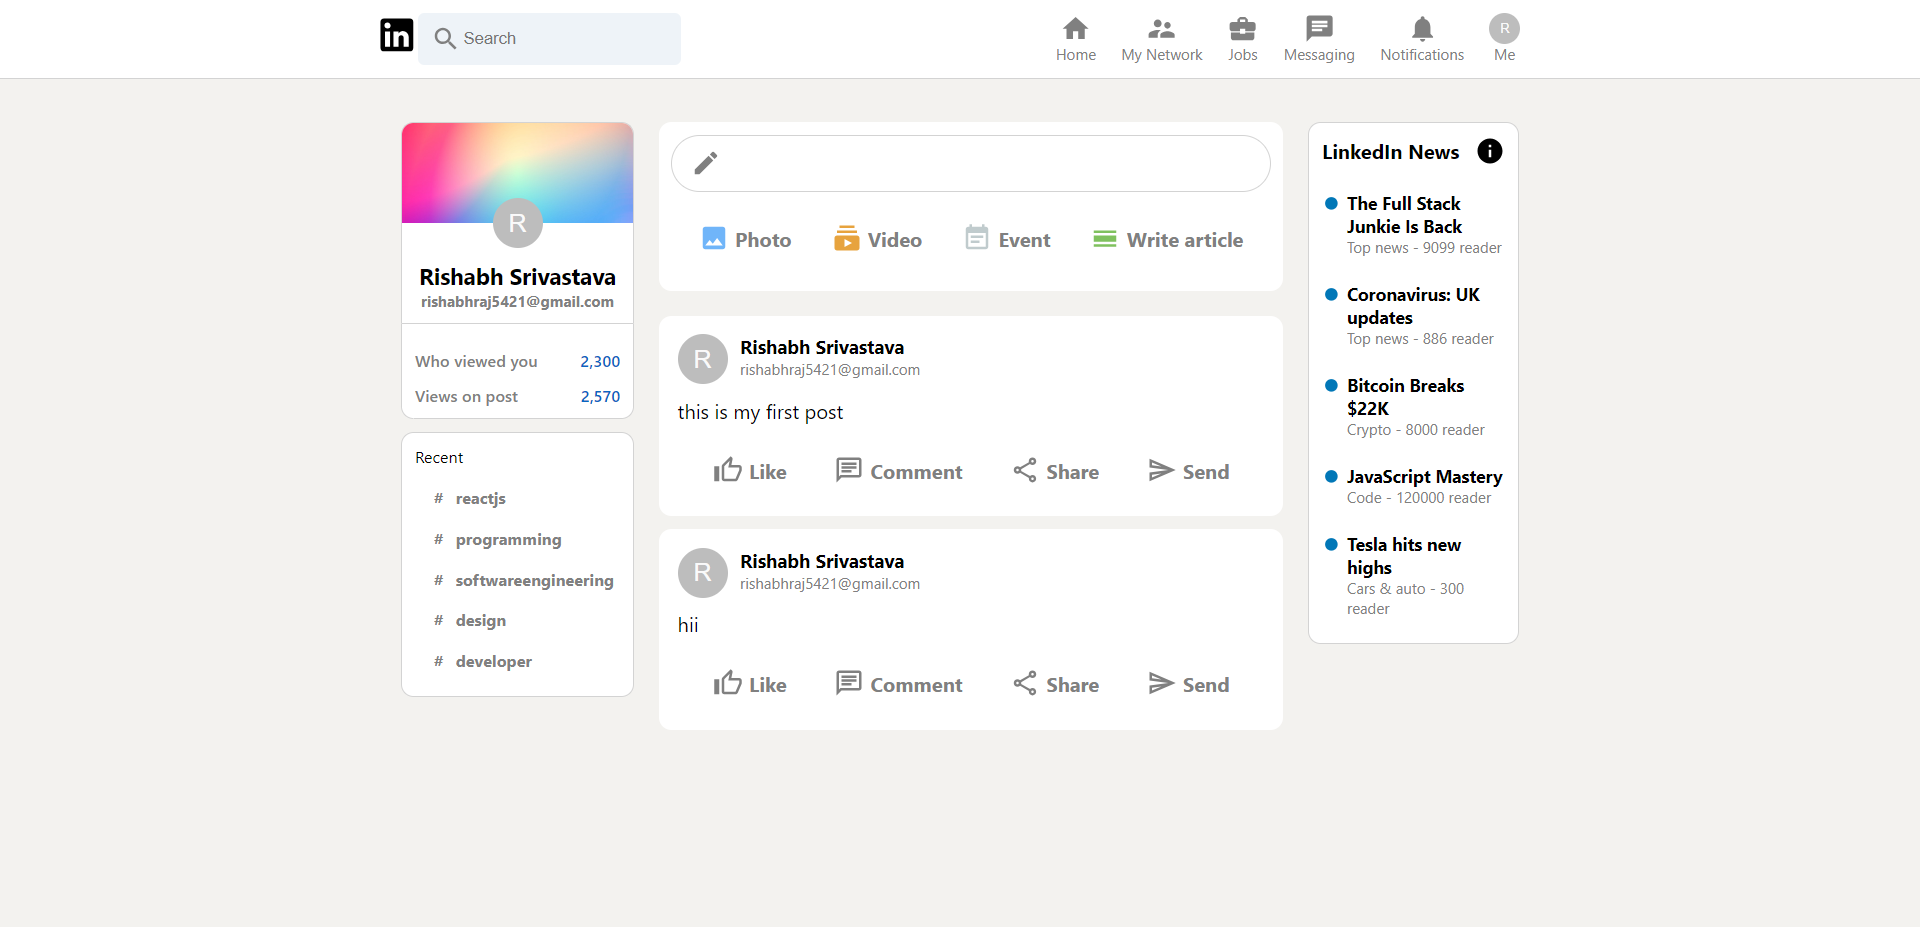 in
Search
Home
My Network
Jobs
Messaging
Notifications
R
Me
R
Rishabh Srivastava
rishabhraj5421@gmail.com
Who viewed you 2,300
Views on post 2,570
Recent
# reactjs
# programming
# softwareengineering
# design
# developer
Photo
Video
Event
Write article
R
Rishabh Srivastava
rishabhraj5421@gmail.com
this is my first post
Like
Comment
Share
Send
R
Rishabh Srivastava
rishabhraj5421@gmail.com
hii
Like
Comment
Share
Send
LinkedIn News
The Full Stack
Junkie Is Back
Top news - 9099 reader
Coronavirus: UK
updates
Top news - 886 reader
Bitcoin Breaks
$22K
Crypto - 8000 reader
JavaScript Mastery
Code - 120000 reader
Tesla hits new
highs
Cars & auto - 300
reader